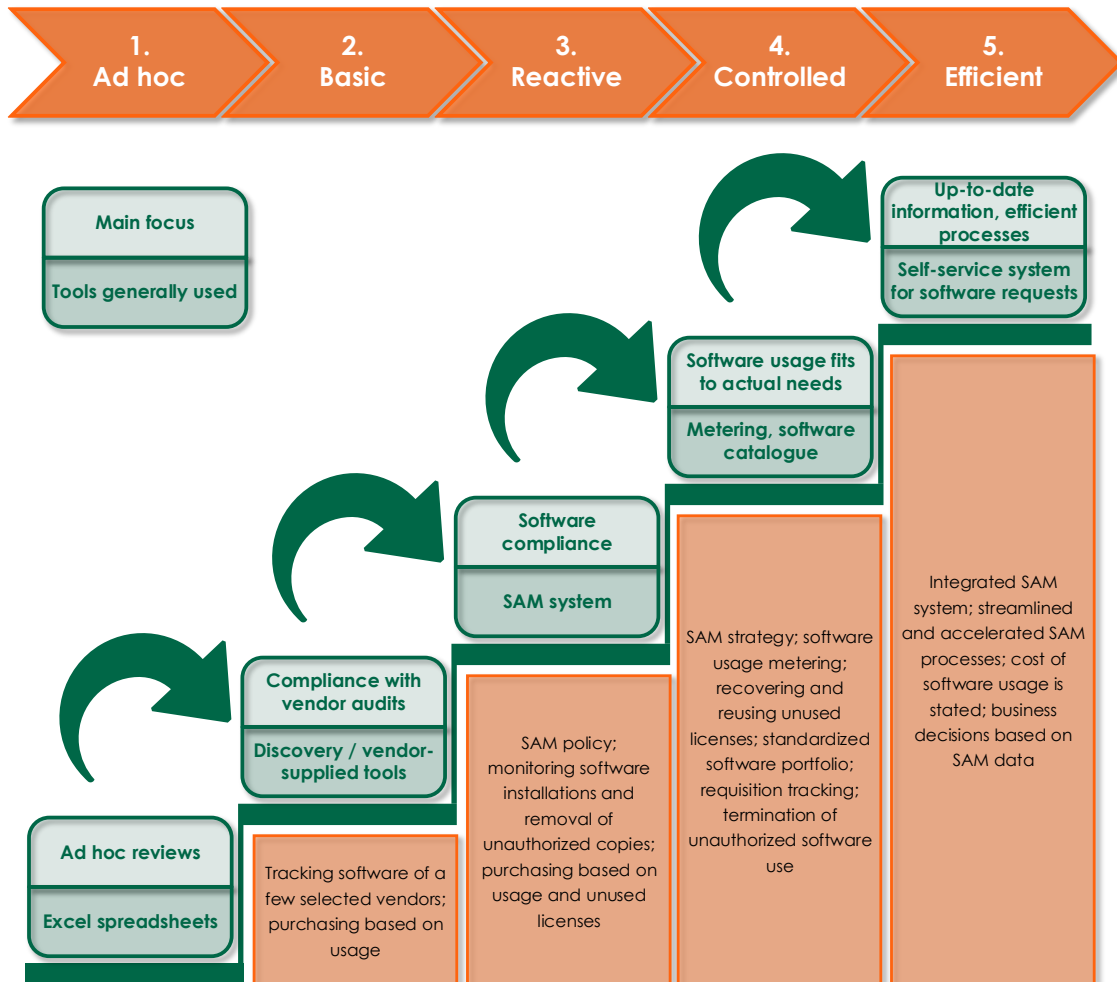 1.
Ad hoc
2.
Basic
3.
Reactive
4.
Controlled
5.
Efficient
Main focus
Tools generally used
Up-to-date
information, efficient
processes
Self-service system
for software requests
Software usage fits
to actual needs
Metering, software
catalogue
Software
compliance
SAM system
Compliance with
vendor audits
Discovery / vendor-
supplied tools
Ad hoc reviews
Excel spreadsheets
Tracking software of a
few selected vendors;
purchasing based on
usage
SAM policy;
monitoring software
installations and
removal of
unauthorized copies;
purchasing based on
usage and unused
licenses
SAM strategy; software
usage metering;
recovering and
reusing unused
licenses; standardized
software portfolio;
requisition tracking;
termination of
unauthorized software
use
Integrated SAM
system; streamlined
and accelerated SAM
processes; cost of
software usage is
stated; business
decisions based on
SAM data